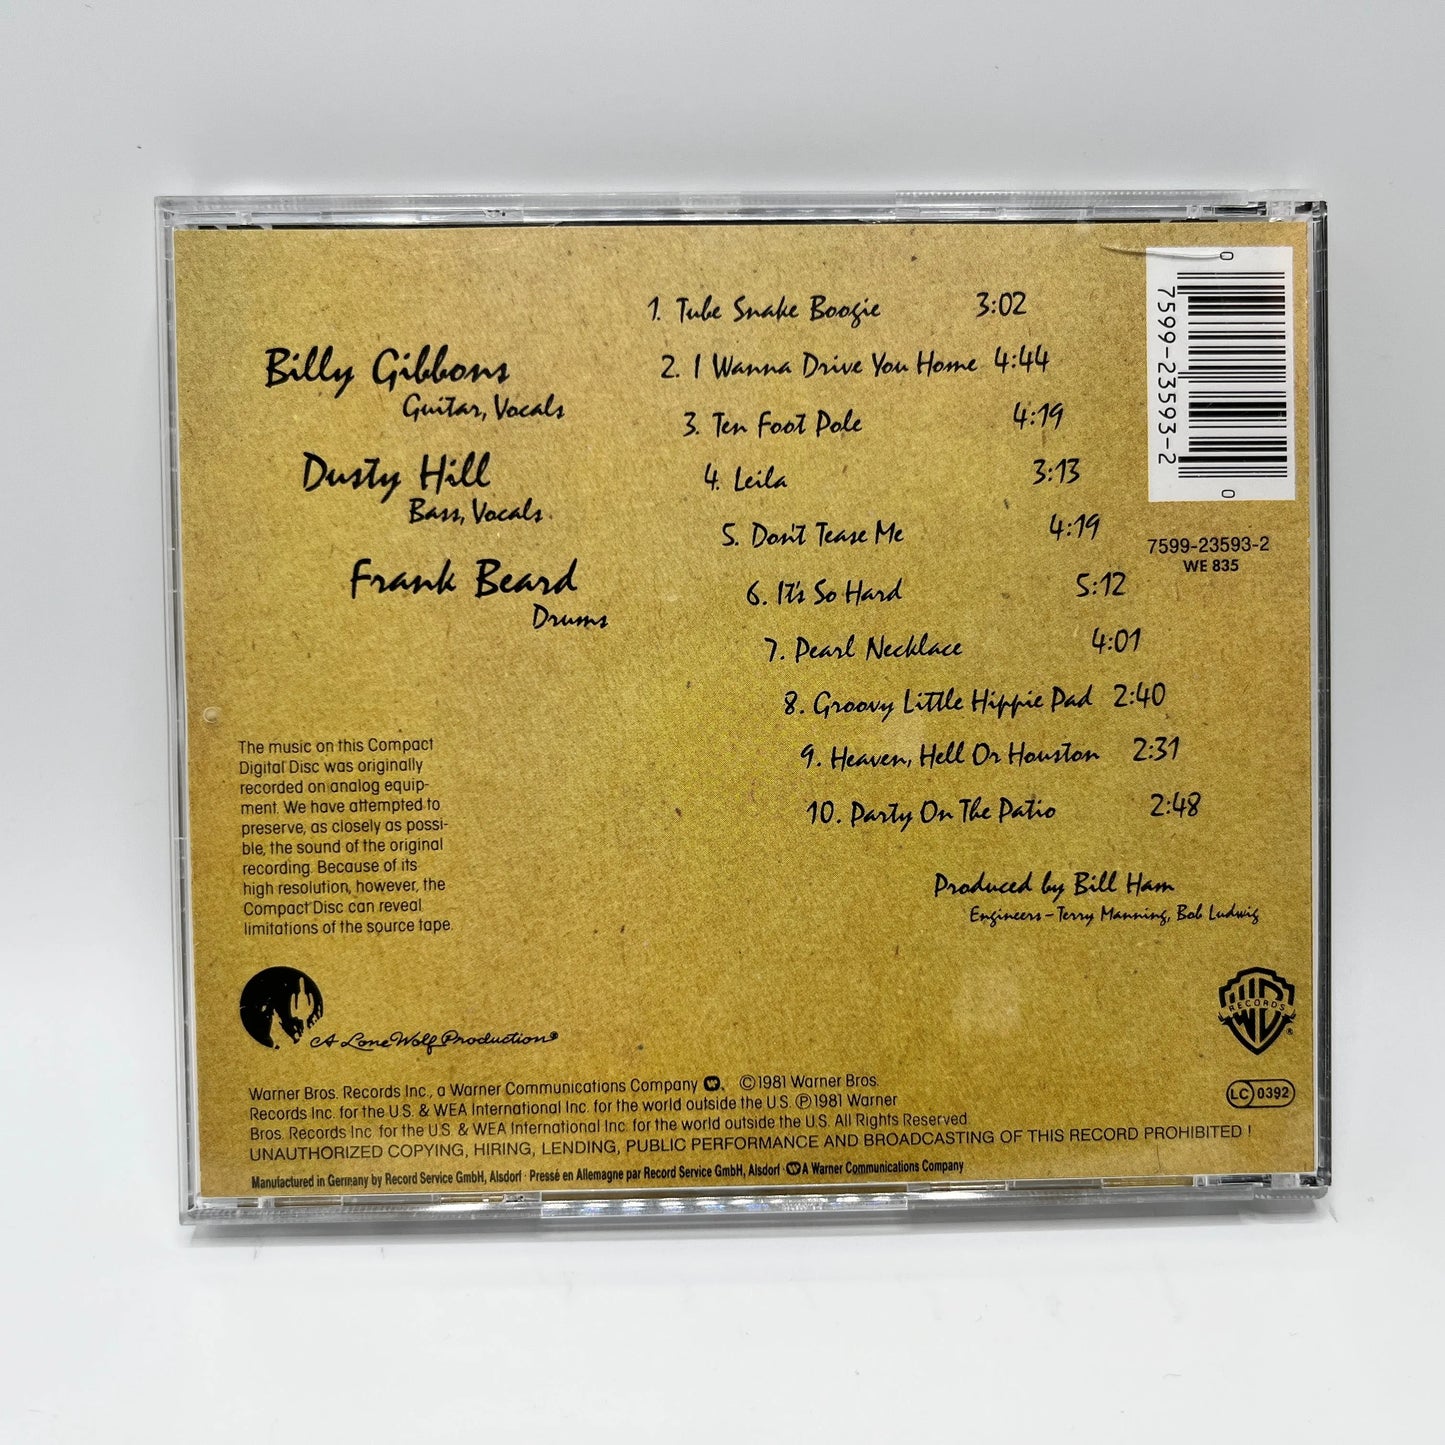 Billy Gibbons
Guitar, Vocals
Dusty Hill
Bass, Vocals
Frank Beard
Drums
1. Tube Snake Boogie 3:02
2. I Wanna Drive You Home 4:44
3. Ten Foot Pole 4:19
4. Leila 3:13
5. Don't Tease Me 4:19
6. It's So Hard 5:12
7. Pearl Necklace 4:01
8. Groovy Little Hippie Pad 2:40
9. Heaven, Hell Or Houston 2:31
10. Party On The Patio 2:48
Produced by Bill Ham
Engineers – Terry Manning, Bob Ludwig
0
7599-23593-2
0
7599-23593-2
WE 835
The music on this Compact
Digital Disc was originally
recorded on analog equip-
ment. We have attempted to
preserve, as closely as possi-
ble, the sound of the original
recording. Because of its
high resolution, however, the
Compact Disc can reveal
limitations of the source tape.
A Lone Wolf Production®
RECORDS
®
LC 0392
Warner Bros. Records Inc., a Warner Communications Company ©1981 Warner Bros.
Records Inc. for the U.S. & WEA International Inc. for the world outside the U.S. ℗1981 Warner
Bros. Records Inc. for the U.S. & WEA International Inc. for the world outside the U.S. All Rights Reserved.
UNAUTHORIZED COPYING, HIRING, LENDING, PUBLIC PERFORMANCE AND BROADCASTING OF THIS RECORD PROHIBITED !
Manufactured in Germany by Record Service GmbH, Alsdorf · Pressé en Allemagne par Record Service GmbH, Alsdorf · A Warner Communications Company